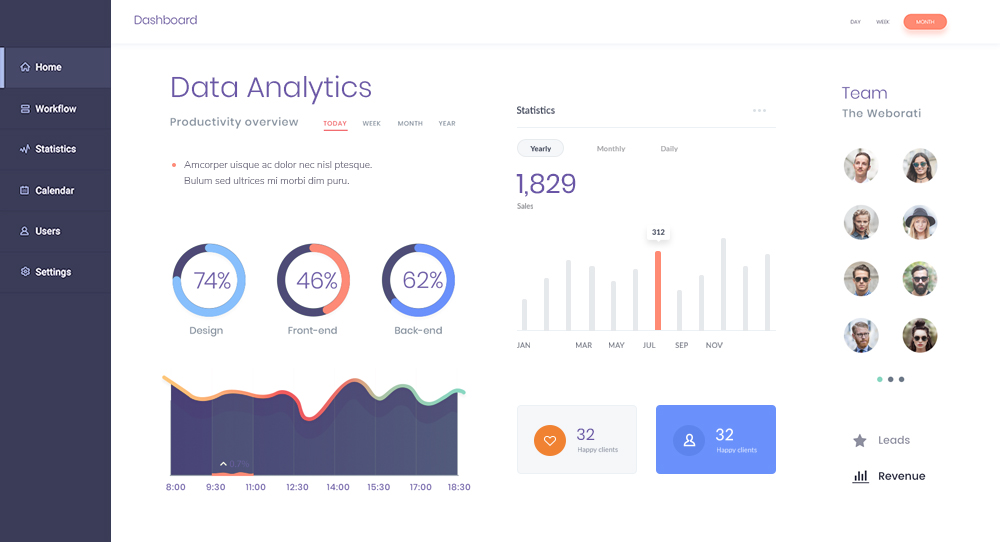 Dashboard
DAY WEEK MONTH
Home
Workflow
Statistics
Calendar
Users
Settings
Data Analytics
Productivity overview
TODAY WEEK MONTH YEAR
Amcorper uisque ac dolor nec nisl ptesque.
Bulum sed ultrices mi morbi dim puru.
74% 46% 62%
Design Front-end Back-end
8:00 9:30 11:00 12:30 14:00 15:30 17:00 18:30
Statistics
Yearly Monthly Daily
1,829
Sales
312
JAN MAR MAY JUL SEP NOV
32
Happy clients
32
Happy clients
Team
The Weborati
Leads
Revenue